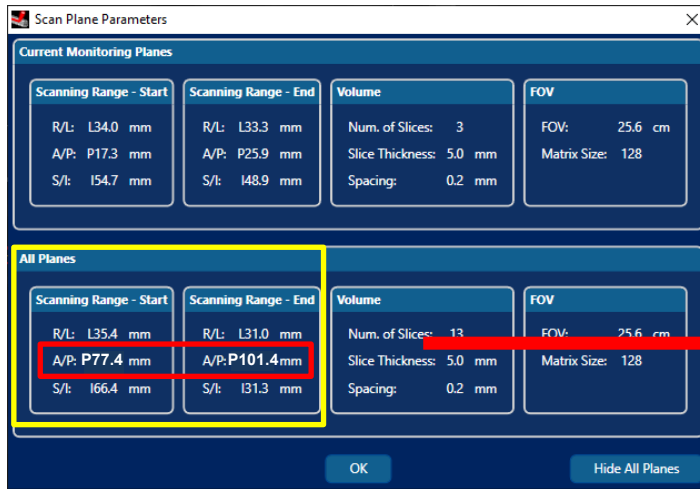 Scan Plane Parameters
Current Monitoring Planes
Scanning Range - Start
R/L: L34.0 mm
A/P: P17.3 mm
S/I: I54.7 mm
Scanning Range - End
R/L: L33.3 mm
A/P: P25.9 mm
S/I: I48.9 mm
Volume
Num. of Slices: 3
Slice Thickness: 5.0 mm
Spacing: 0.2 mm
FOV
FOV: 25.6 cm
Matrix Size: 128
All Planes
Scanning Range - Start
R/L: L35.4 mm
A/P: P77.4 mm
S/I: I66.4 mm
Scanning Range - End
R/L: L31.0 mm
A/P: P101.4 mm
S/I: I31.3 mm
Volume
Num. of Slices: 13
Slice Thickness: 5.0 mm
Spacing: 0.2 mm
FOV
FOV: 25.6 cm
Matrix Size: 128
OK
Hide All Planes